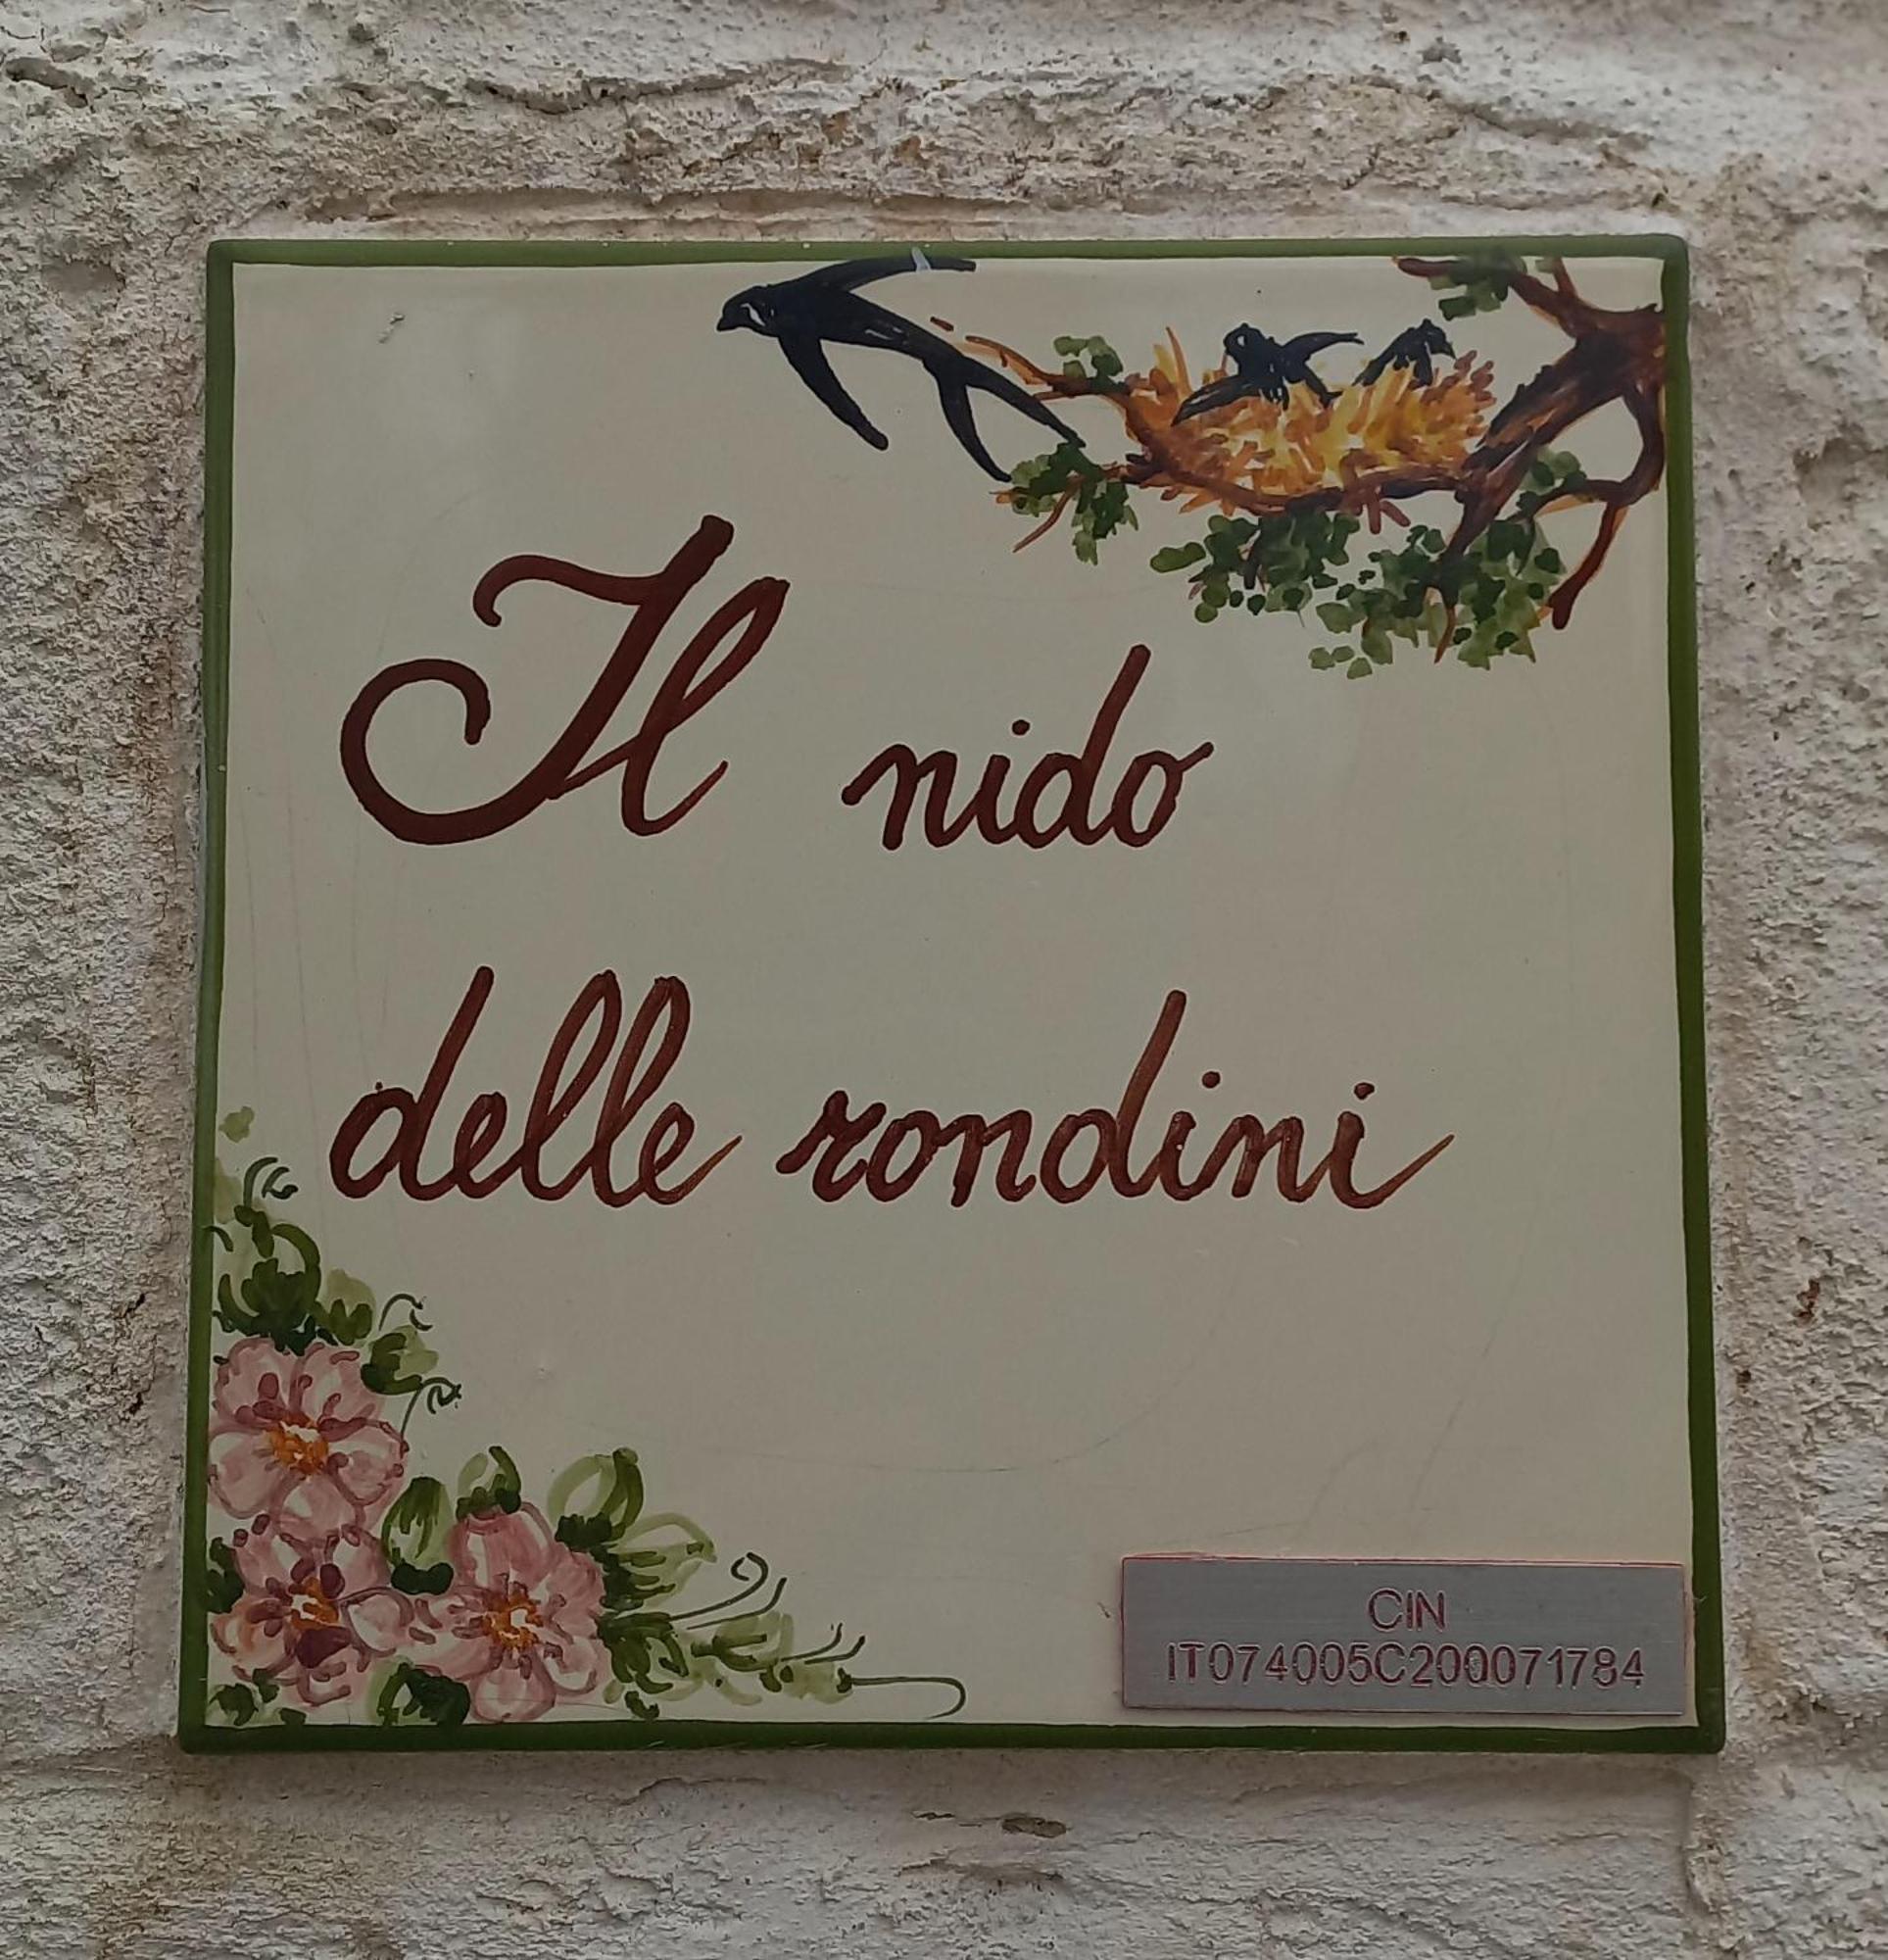 Il nido
delle rondini
CIN
IT074005C200071784